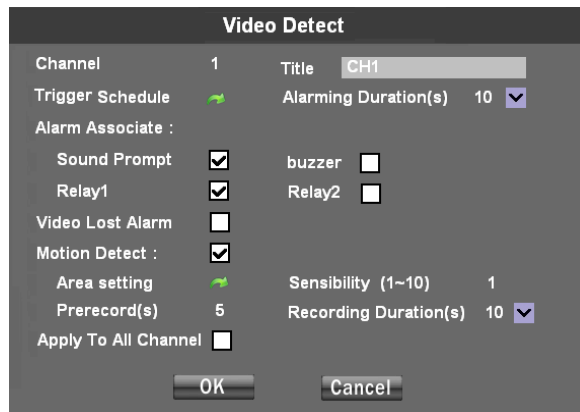 Video Detect
Channel 1 Title CH1
Trigger Schedule Alarming Duration(s) 10
Alarm Associate :
Sound Prompt buzzer
Relay1 Relay2
Video Lost Alarm
Motion Detect :
Area setting Sensibility (1~10) 1
Prerecord(s) 5 Recording Duration(s) 10
Apply To All Channel
OK Cancel